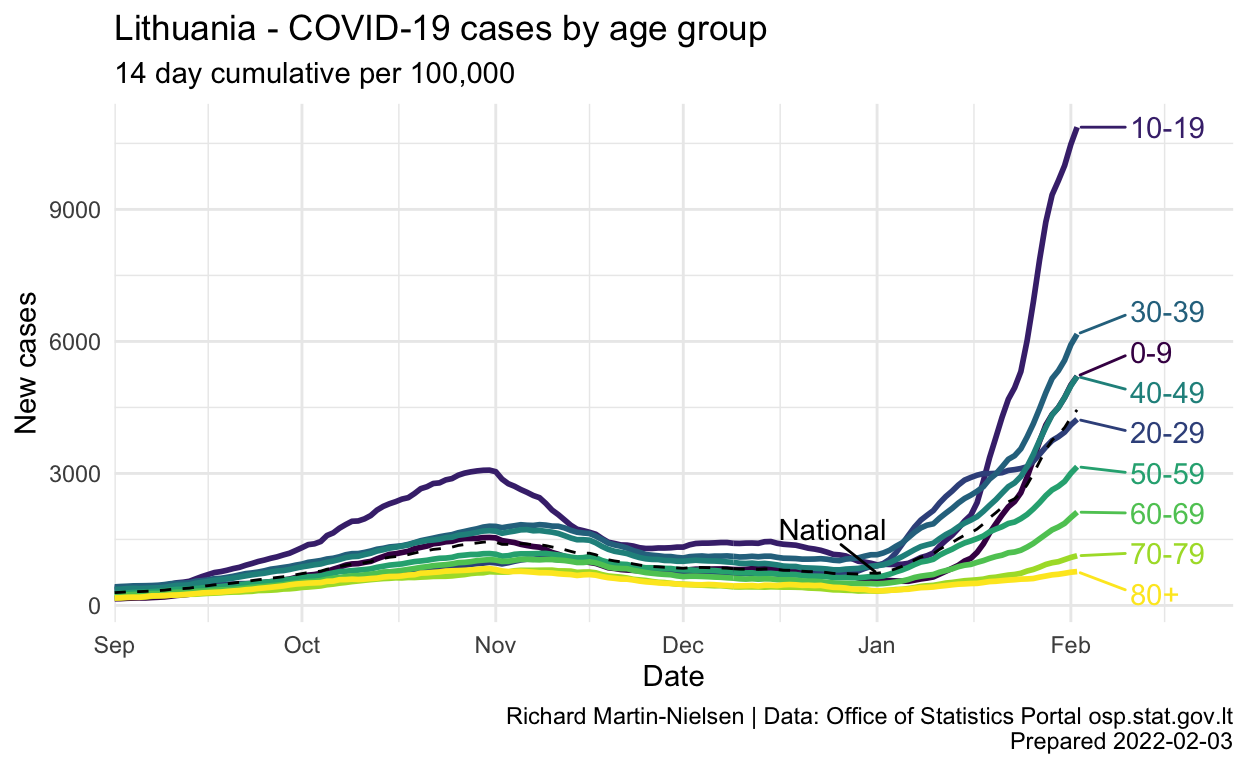 Lithuania - COVID-19 cases by age group
14 day cumulative per 100,000
New cases
9000
6000
3000
0
10-19
30-39
0-9
40-49
20-29
50-59
60-69
70-79
80+
National
Sep
Oct
Nov
Dec
Jan
Feb
Date
Richard Martin-Nielsen | Data: Office of Statistics Portal osp.stat.gov.lt
Prepared 2022-02-03